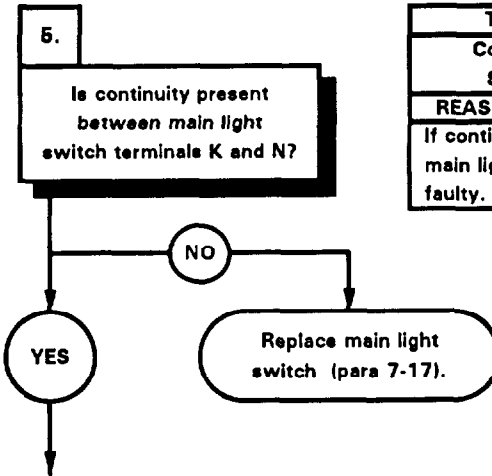 5.
Is continuity present
between main light
switch terminals K and N?
NO
YES
Replace main light
switch (para 7-17).
T
Co
S
REAS
If conti
main lig
faulty.